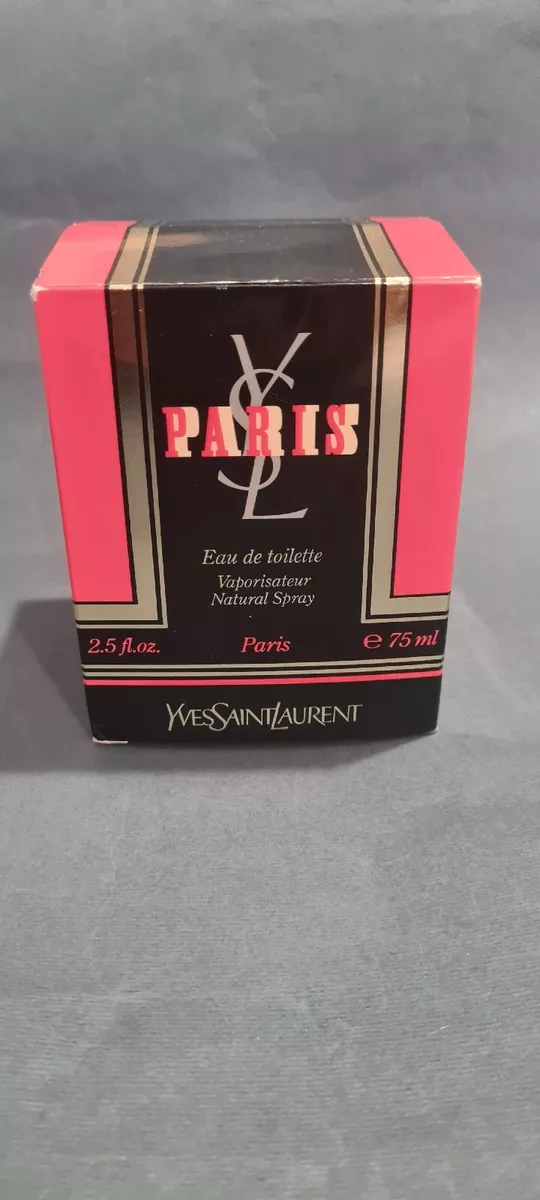 YSL
PARIS
Eau de toilette
Vaporisateur
Natural Spray
2.5 fl.oz. Paris e 75 ml
YVESSAINTLAURENT